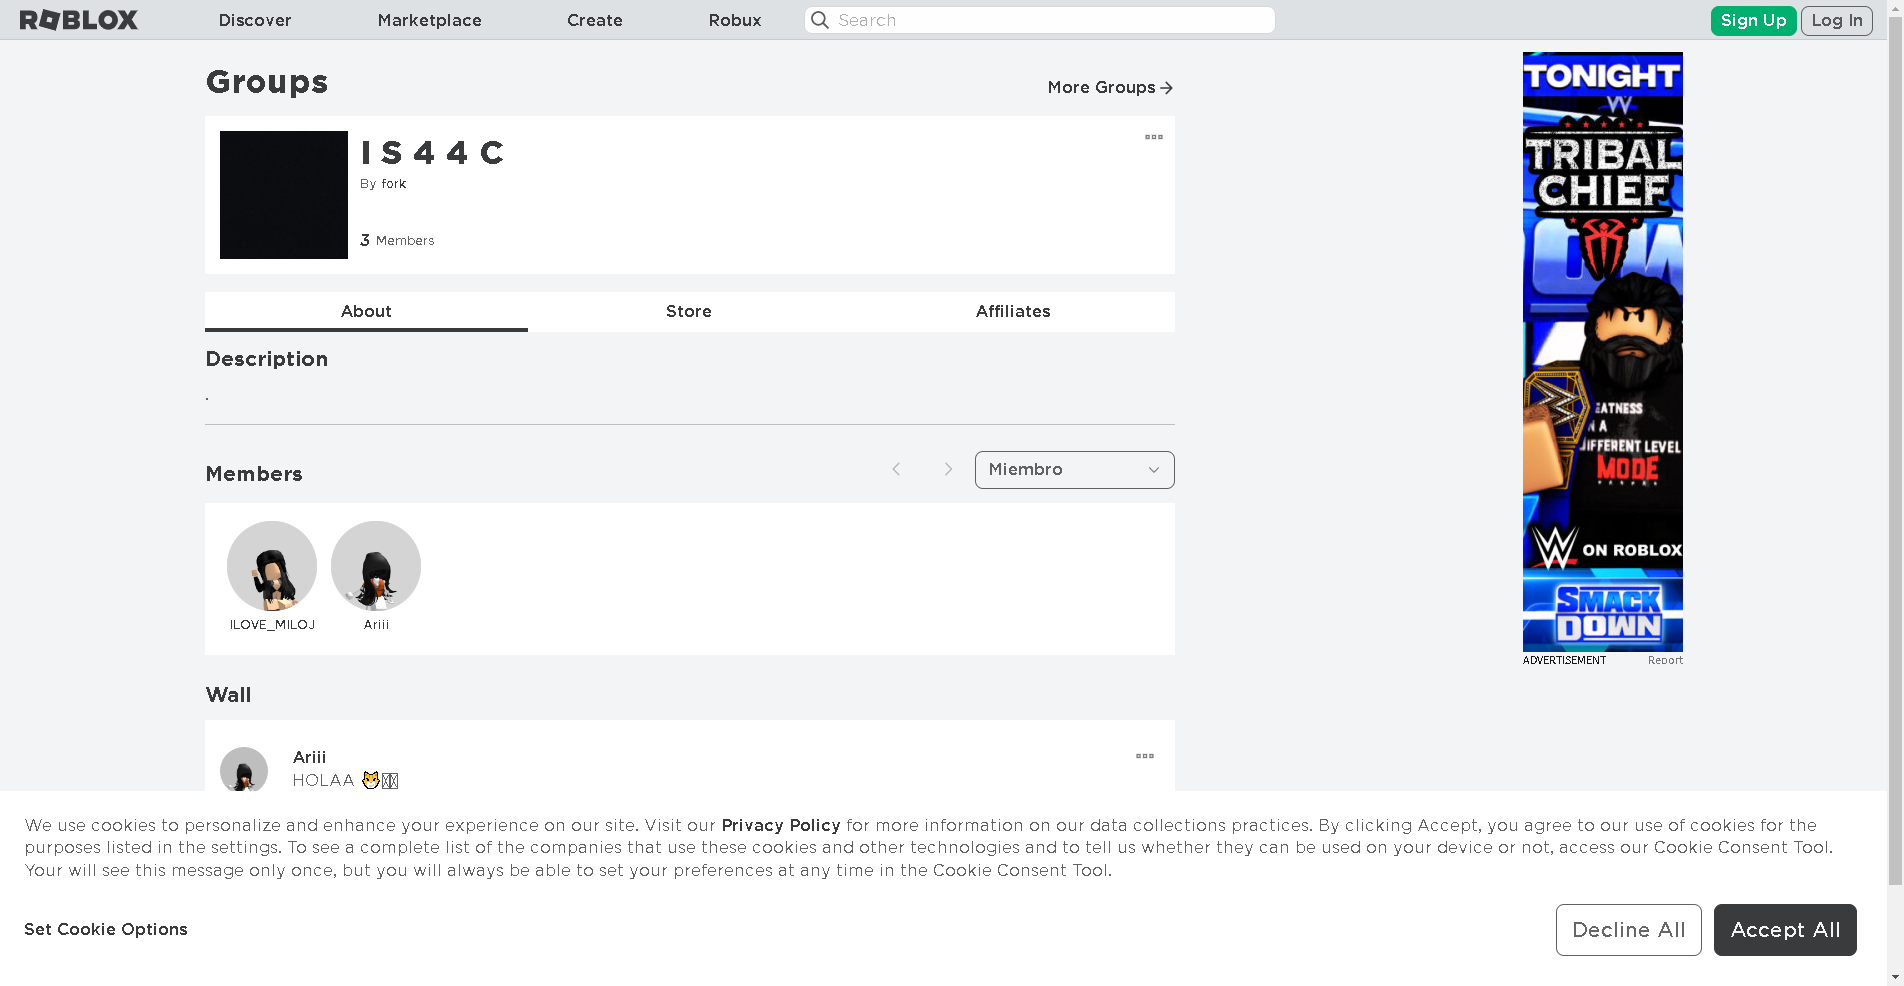 ROBLOX
Discover
Marketplace
Create
Robux
Search
Sign Up
Log In
Groups
More Groups
I S 4 4 C
By fork
3 Members
About
Store
Affiliates
Description
.
Members
Miembro
ILOVE_MILOJ
Ariii
Wall
Ariii
HOLAA
TONIGHT
W
TRIBAL
CHIEF
EATNESS
N A
IFFERENT LEVEL
MODE
W ON ROBLOX
SMACK
DOWN
ADVERTISEMENT
Report
We use cookies to personalize and enhance your experience on our site. Visit our Privacy Policy for more information on our data collections practices. By clicking Accept, you agree to our use of cookies for the
purposes listed in the settings. To see a complete list of the companies that use these cookies and other technologies and to tell us whether they can be used on your device or not, access our Cookie Consent Tool.
Your will see this message only once, but you will always be able to set your preferences at any time in the Cookie Consent Tool.
Set Cookie Options
Decline All
Accept All